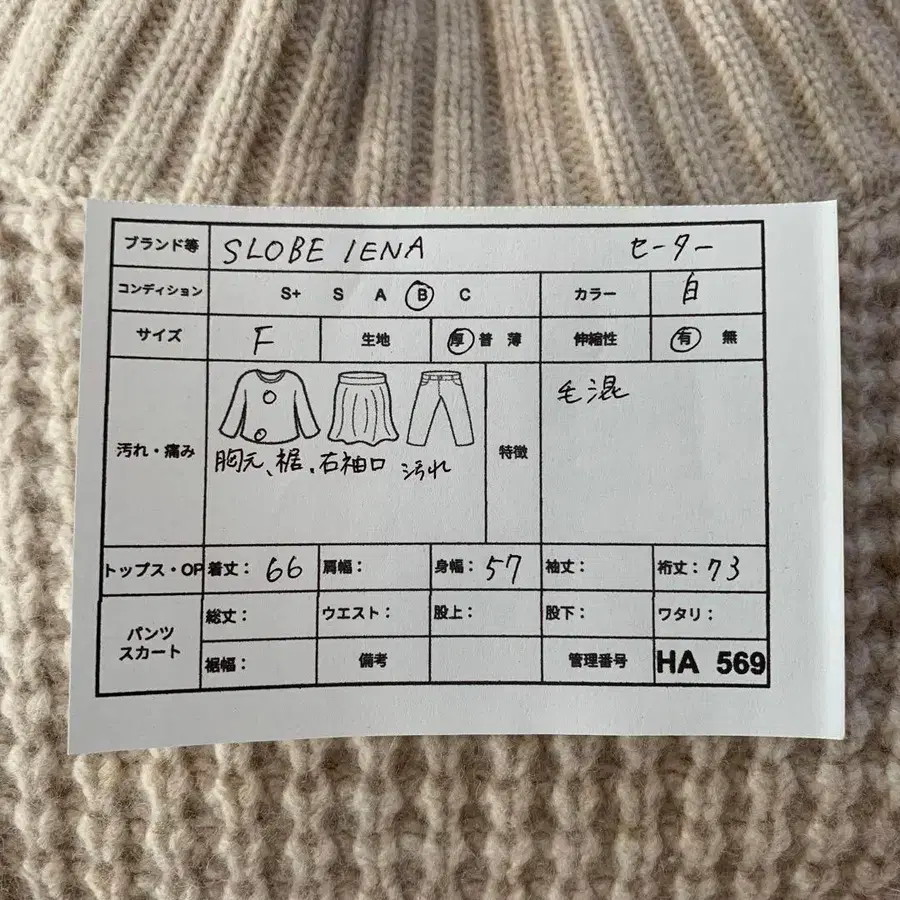 ブランド等 SLOBE IENA セーター
コンディション S+ S A B C カラー 白
サイズ F 生地 厚 普 薄 伸縮性 有 無
汚れ・痛み 胸元、裾、右袖口 汚れ 特徴 毛混
トップス・OP 着丈：66 肩幅： 身幅：57 袖丈： 裄丈：73
パンツ
スカート
総丈： ウエスト： 股上： 股下： ワタリ：
裾幅： 備考 管理番号 HA 569